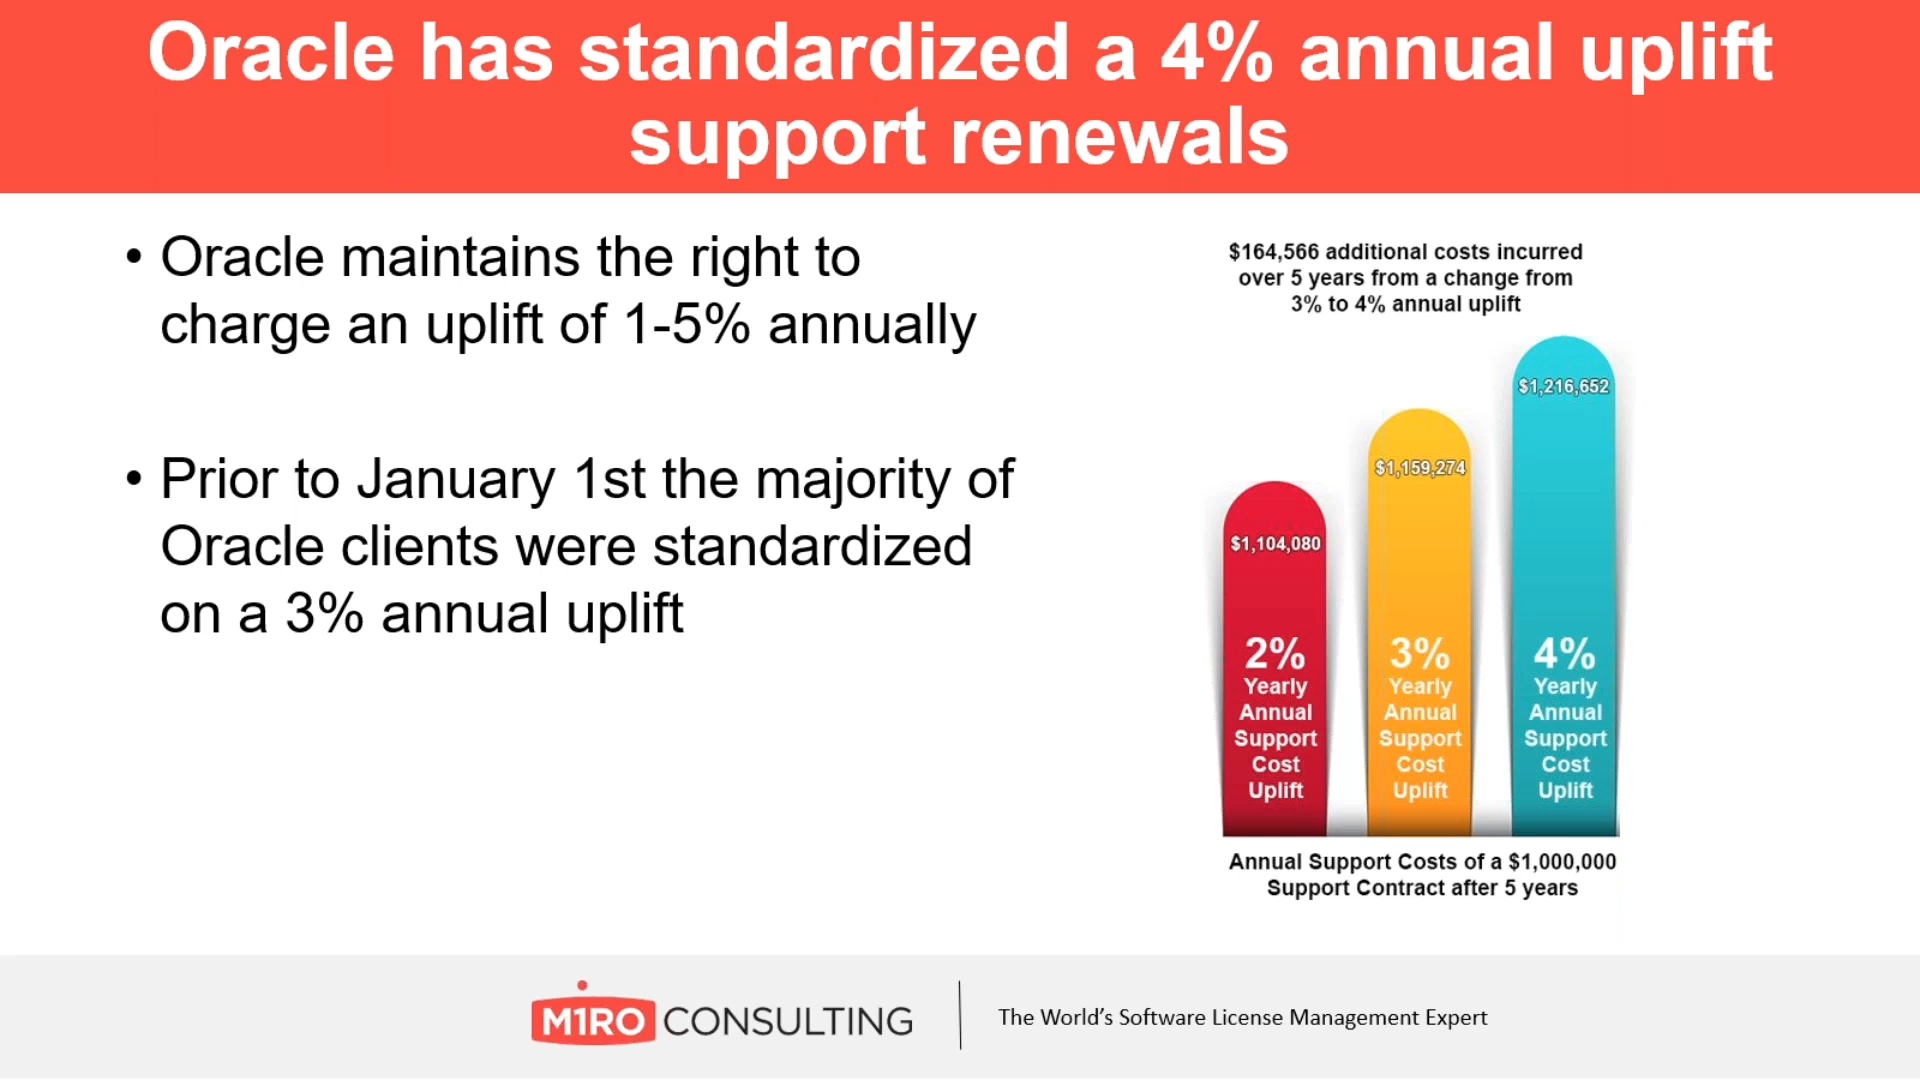 Oracle has standardized a 4% annual uplift
support renewals
• Oracle maintains the right to
charge an uplift of 1-5% annually
• Prior to January 1st the majority of
Oracle clients were standardized
on a 3% annual uplift
$164,566 additional costs incurred
over 5 years from a change from
3% to 4% annual uplift
$1,104,080
2%
Yearly
Annual
Support
Cost
Uplift
$1,159,274
3%
Yearly
Annual
Support
Cost
Uplift
$1,216,652
4%
Yearly
Annual
Support
Cost
Uplift
Annual Support Costs of a $1,000,000
Support Contract after 5 years
M1RO CONSULTING
The World's Software License Management Expert